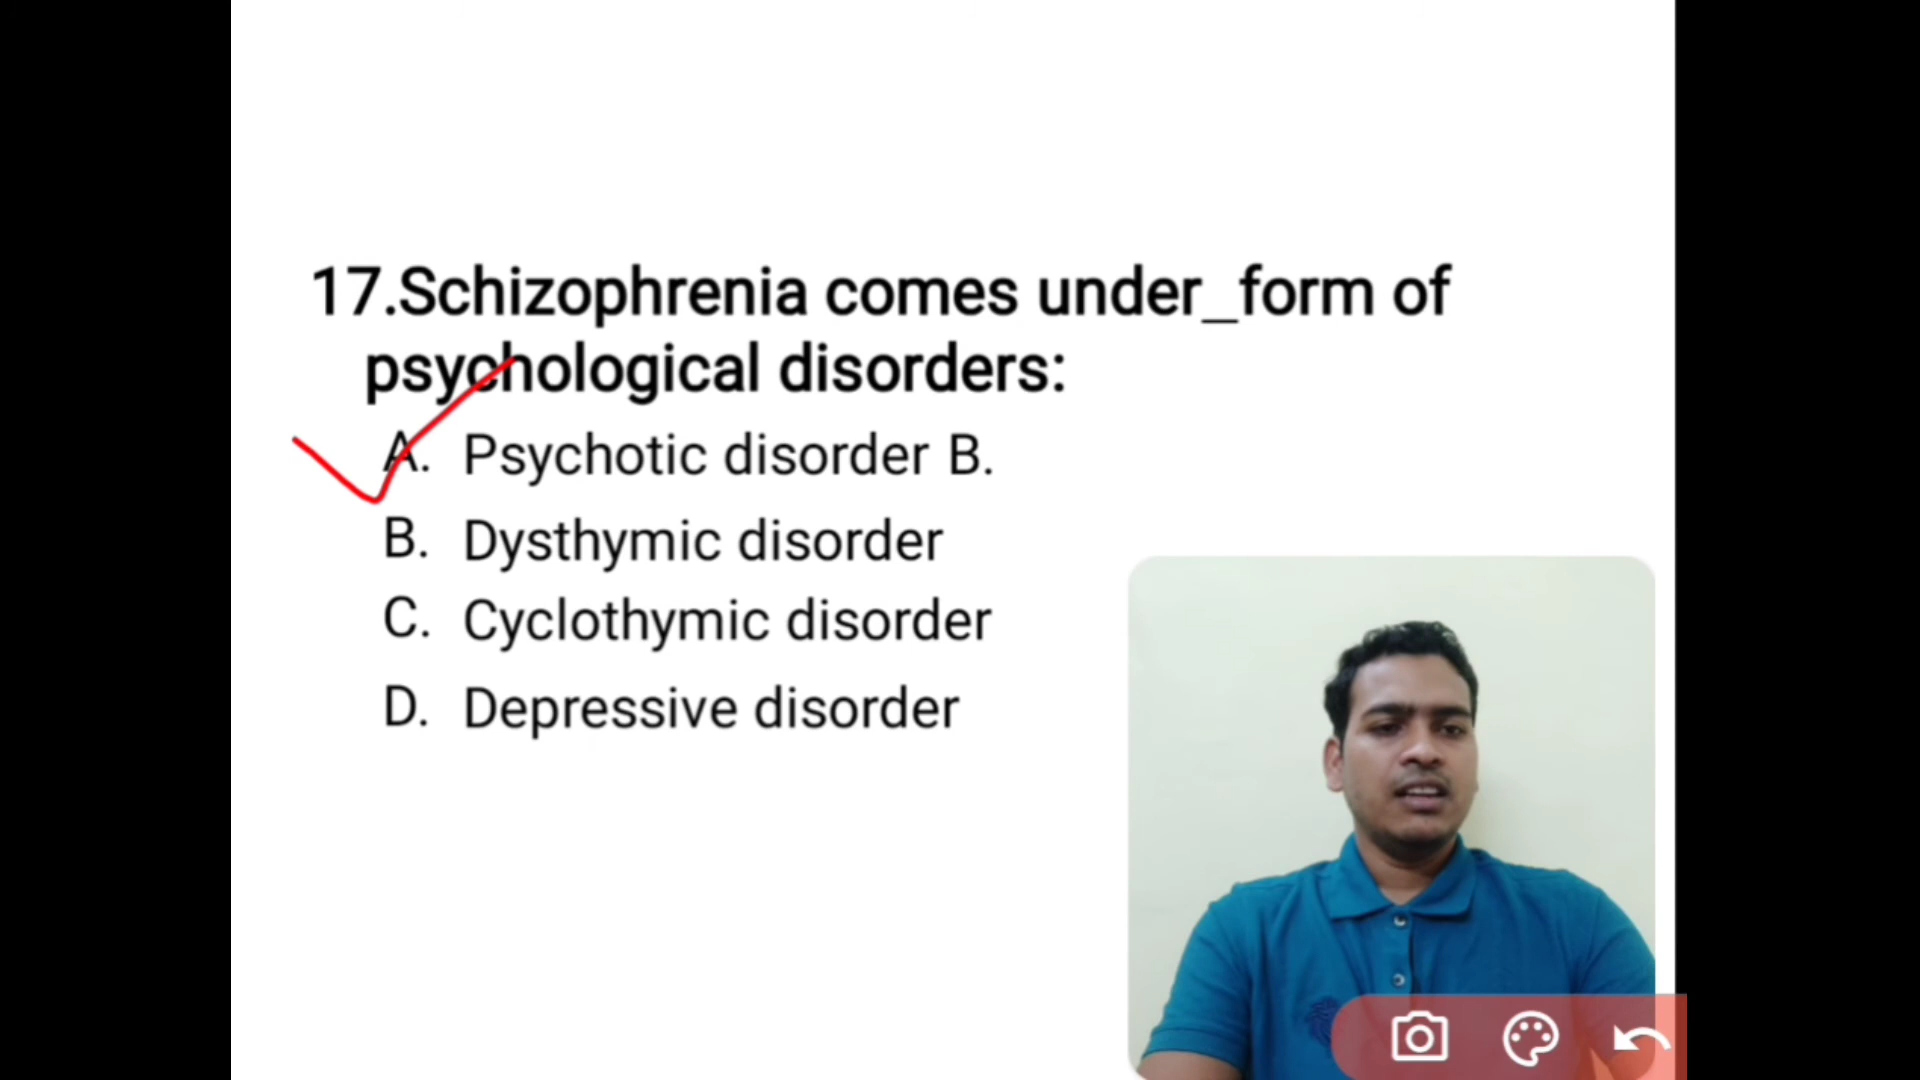 17.Schizophrenia comes under_form of
psychological disorders:
A. Psychotic disorder B.
B. Dysthymic disorder
C. Cyclothymic disorder
D. Depressive disorder